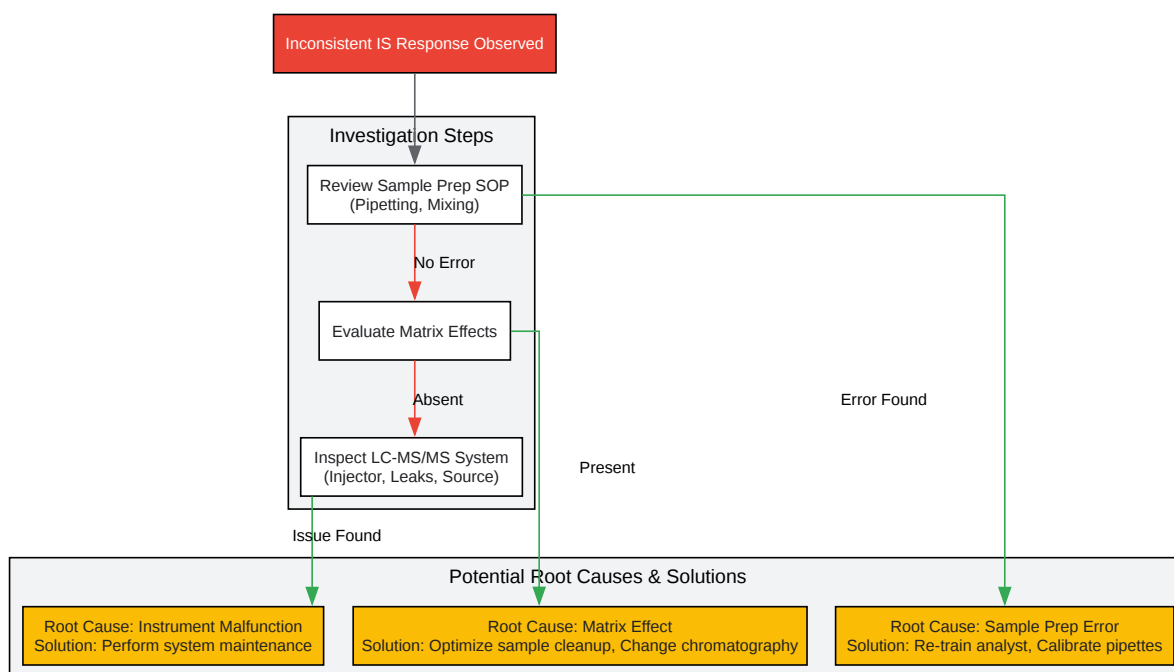 Inconsistent IS Response Observed
Investigation Steps
Review Sample Prep SOP
(Pipetting, Mixing)
No Error
Evaluate Matrix Effects
Absent
Error Found
Inspect LC-MS/MS System
(Injector, Leaks, Source)
Present
Issue Found
Potential Root Causes & Solutions
Root Cause: Instrument Malfunction
Solution: Perform system maintenance
Root Cause: Matrix Effect
Solution: Optimize sample cleanup, Change chromatography
Root Cause: Sample Prep Error
Solution: Re-train analyst, Calibrate pipettes